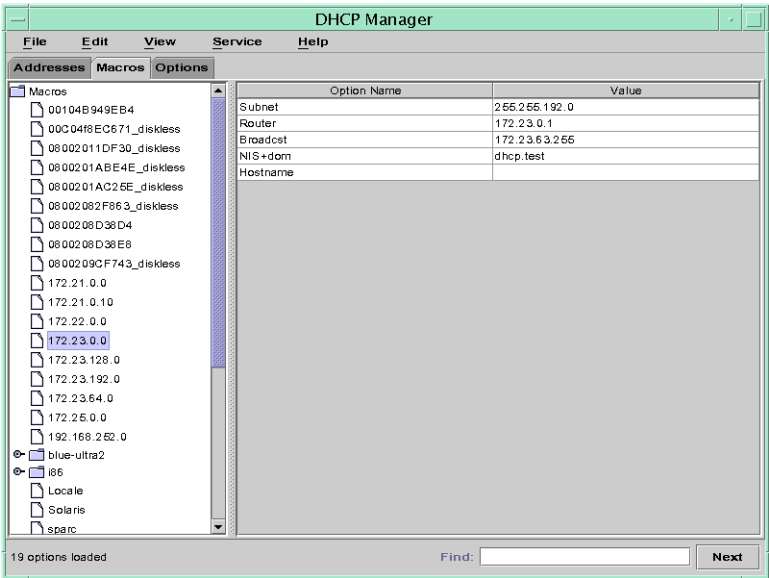 DHCP Manager
File Edit View Service Help
Addresses Macros Options
Macros
00104B949EB4
00C04f8EC671_diskless
08002011DF30_diskless
0800201ABE4E_diskless
0800201AC25E_diskless
08002082F863_diskless
0800208D38D4
0800208D38E8
0800209CF743_diskless
172.21.0.0
172.21.0.10
172.22.0.0
172.23.0.0
172.23.128.0
172.23.192.0
172.23.64.0
172.25.0.0
192.168.252.0
blue-ultra2
i86
Locale
Solaris
sparc
Option Name Value
Subnet 255.255.192.0
Router 172.23.0.1
Broadcst 172.23.63.255
NIS+dom dhcp.test
Hostname
19 options loaded
Find: Next